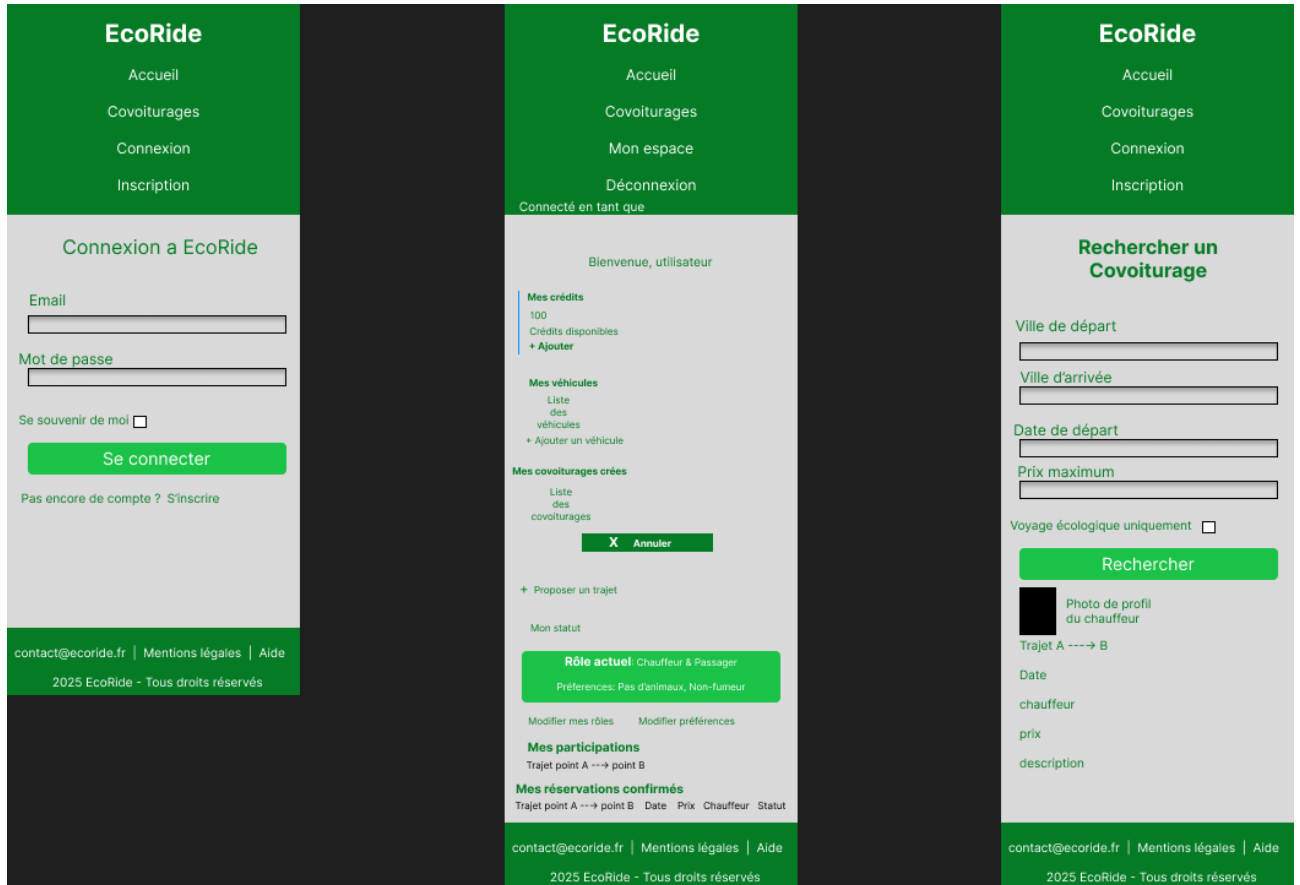 EcoRide
Accueil
Covoiturages
Connexion
Inscription
Connexion a EcoRide
Email
Mot de passe
Se souvenir de moi
Se connecter
Pas encore de compte ? S'inscrire
contact@ecoride.fr | Mentions légales | Aide
2025 EcoRide - Tous droits réservés
EcoRide
Accueil
Covoiturages
Mon espace
Déconnexion
Connecté en tant que
Bienvenue, utilisateur
Mes crédits
100
Crédits disponibles
+ Ajouter
Mes véhicules
Liste
des
véhicules
+ Ajouter un véhicule
Mes covoiturages crées
Liste
des
covoiturages
X Annuler
+ Proposer un trajet
Mon statut
Rôle actuel: Chauffeur & Passager
Préferences: Pas d'animaux, Non-fumeur
Modifier mes rôles Modifier préférences
Mes participations
Trajet point A ---> point B
Mes réservations confirmés
Trajet point A ---> point B Date Prix Chauffeur Statut
contact@ecoride.fr | Mentions légales | Aide
2025 EcoRide - Tous droits réservés
EcoRide
Accueil
Covoiturages
Connexion
Inscription
Rechercher un
Covoiturage
Ville de départ
Ville d'arrivée
Date de départ
Prix maximum
Voyage écologique uniquement
Rechercher
Photo de profil
du chauffeur
Trajet A ----> B
Date
chauffeur
prix
description
contact@ecoride.fr | Mentions légales | Aide
2025 EcoRide - Tous droits réservés